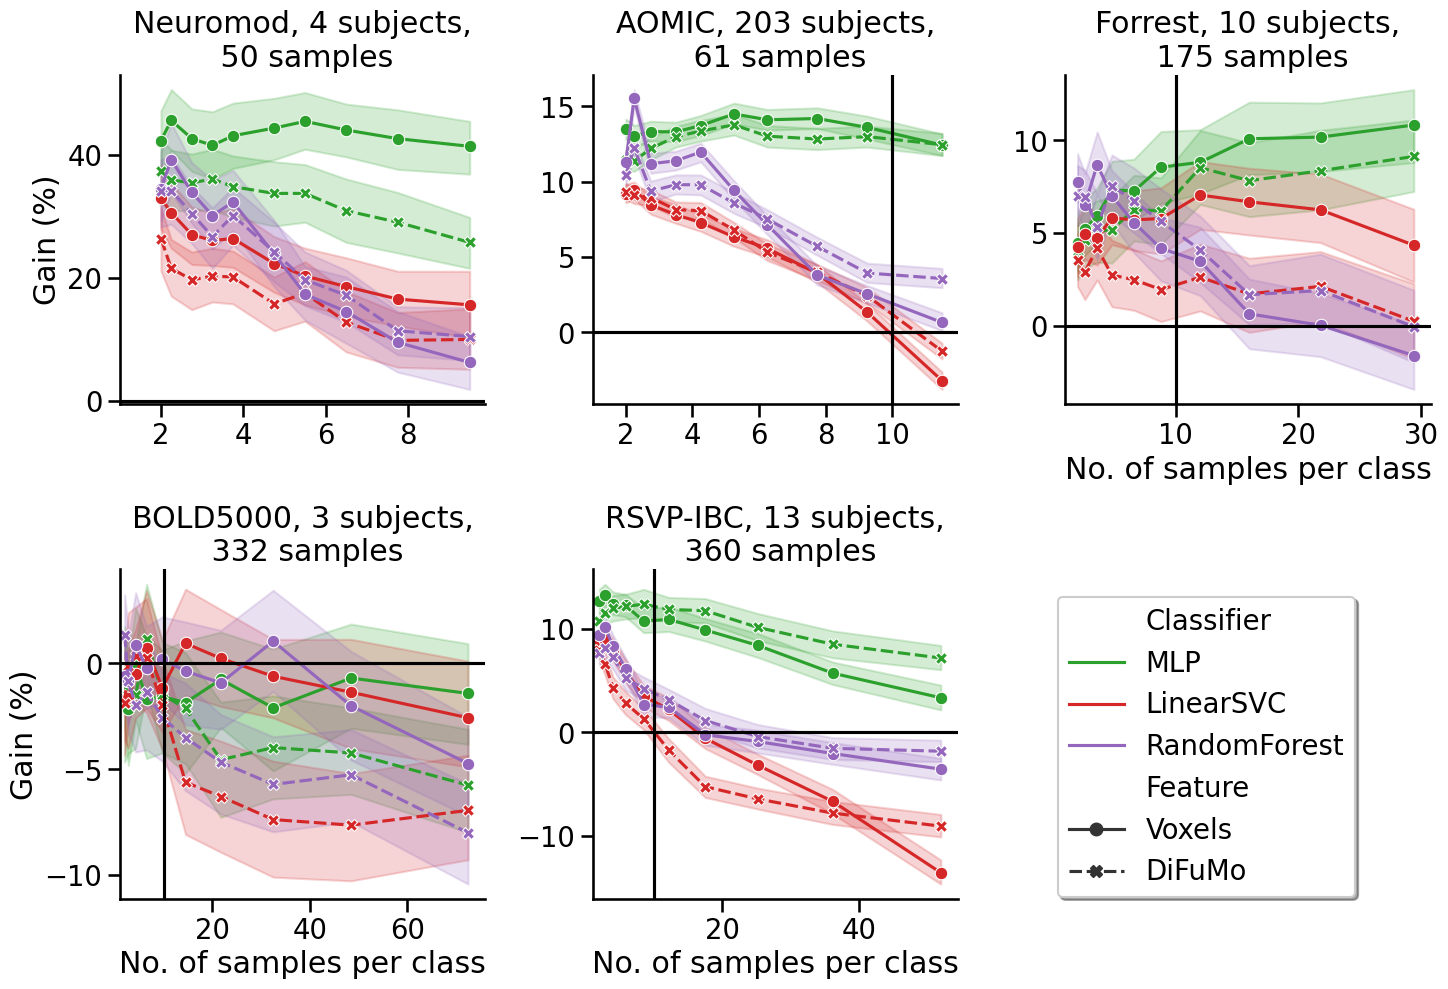 Neuromod, 4 subjects,
50 samples
AOMIC, 203 subjects,
61 samples
Forrest, 10 subjects,
175 samples
Gain (%)
40
20
0
2 4 6 8
15
10
5
0
2 4 6 8 10
10
5
0
10 20 30
No. of samples per class
BOLD5000, 3 subjects,
332 samples
RSVP-IBC, 13 subjects,
360 samples
Gain (%)
0
−5
−10
20 40 60
No. of samples per class
10
0
−10
20 40
No. of samples per class
Classifier
MLP
LinearSVC
RandomForest
Feature
Voxels
DiFuMo